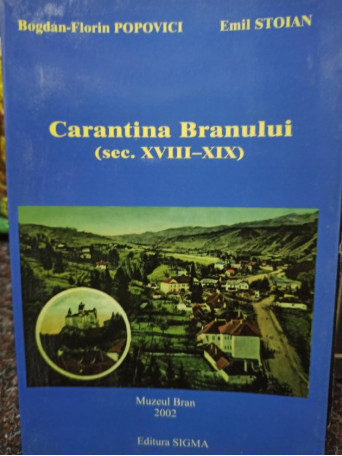 Bogdan-Florin POPOVICI Emil STOIAN
Carantina Branului
(sec. XVIII–XIX)
Muzeul Bran
2002
Editura SIGMA